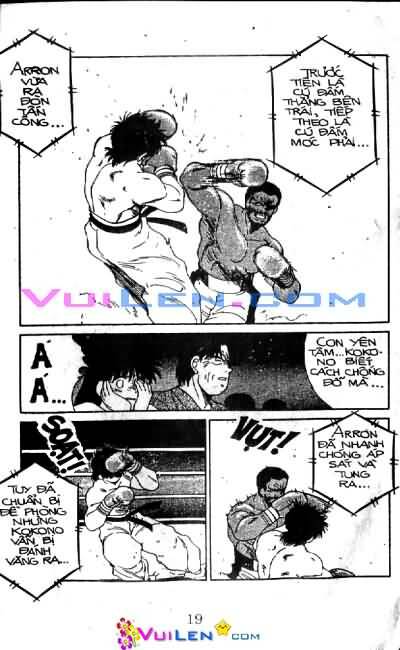 ARRON
VỪA
RA
ĐÒN
TẤN
CÔNG...
TRƯỚC
TIÊN LÀ
CÚ ĐẤM
THẲNG BÊN
TRÁI, TIẾP
THEO LÀ
CÚ ĐẤM
MÓC PHẢI...
VUILEN.COM
Á
Á...
CON YÊN
TÂM...KOKO-
NO BIẾT
CÁCH CHỐNG
ĐỠ MÀ...
SOẠT!!
TUY ĐÃ
CHUẨN BỊ
ĐỀ PHÒNG
NHƯNG
KOKONO
VẪN BỊ
ĐÁNH
VĂNG RA...
VỤT!
ARRON
ĐÃ NHANH
CHÓNG ÁP
SÁT VÀ
TUNG
RA...
19
VUILEN
.COM